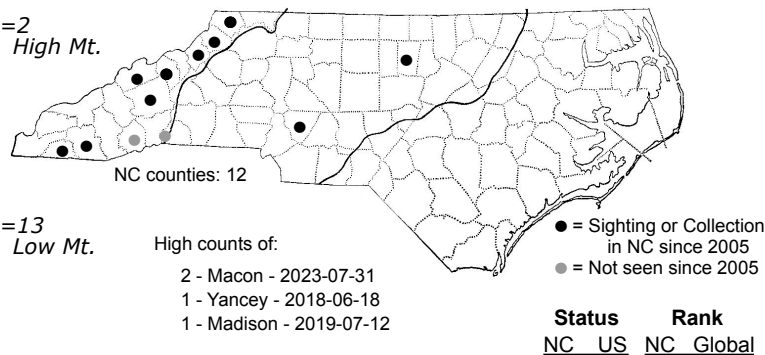 =2
High Mt.
NC counties: 12
=13
Low Mt.
High counts of:
2 - Macon - 2023-07-31
1 - Yancey - 2018-06-18
1 - Madison - 2019-07-12
● = Sighting or Collection
in NC since 2005
● = Not seen since 2005
Status Rank
NC US NC Global